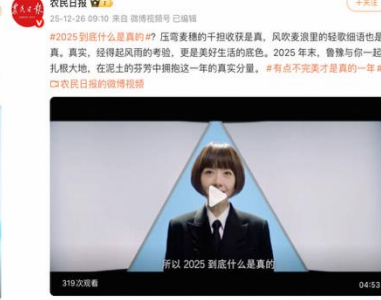 农民日报
+关注
25-12-26 09:10 来自 微博视频号 已编辑
#2025到底什么是真的#？压弯麦穗的千担收获是真，风吹麦浪里的轻歌细语也是
真。真实，经得起风雨的考验，更是美好生活的底色。2025 年末，鲁豫与你一起
扎根大地，在泥土的芬芳中拥抱这一年的真实分量。#有点不完美才是真的一年#
农民日报的微博视频
所以 2025 到底什么是真的
319次观看
04:53